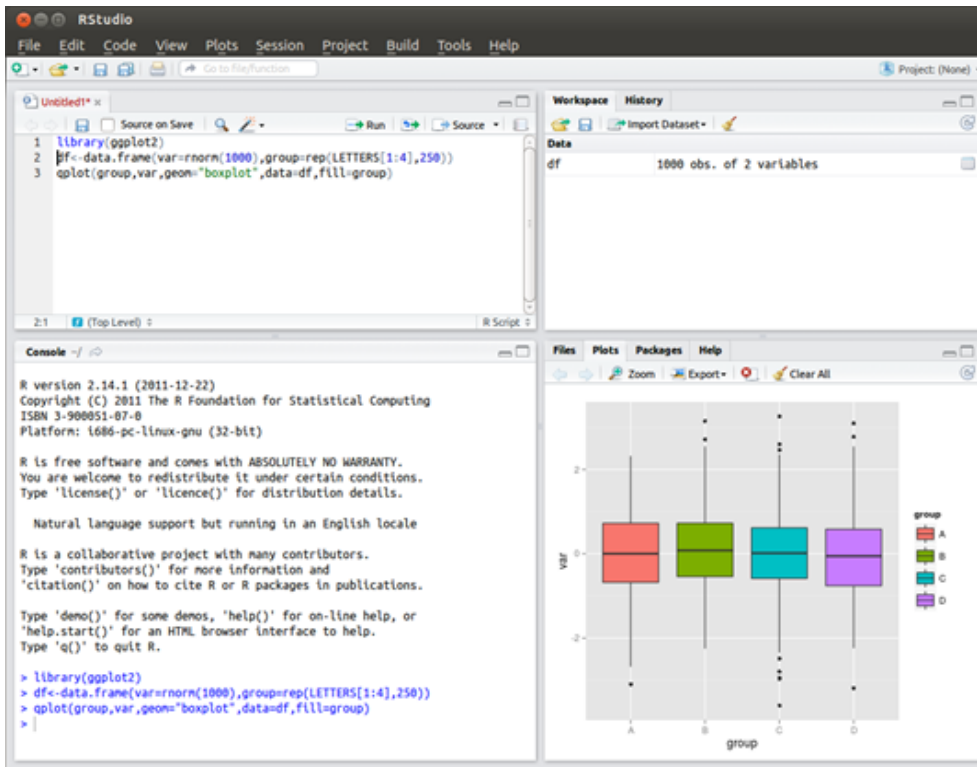 RStudio
File Edit Code View Plots Session Project Build Tools Help
Go to file/function
Project: (None)
Untitled1*
Source on Save
Run
Source
1 library(ggplot2)
2 df<-data.frame(var=rnorm(1000),group=rep(LETTERS[1:4],250))
3 qplot(group,var,geom="boxplot",data=df,fill=group)
2:1 (Top Level) R Script
Workspace History
Import Dataset
Data
df 1000 obs. of 2 variables
Console ~/
R version 2.14.1 (2011-12-22)
Copyright (C) 2011 The R Foundation for Statistical Computing
ISBN 3-900051-07-0
Platform: i686-pc-linux-gnu (32-bit)
R is free software and comes with ABSOLUTELY NO WARRANTY.
You are welcome to redistribute it under certain conditions.
Type 'license()' or 'licence()' for distribution details.
Natural language support but running in an English locale
R is a collaborative project with many contributors.
Type 'contributors()' for more information and
'citation()' on how to cite R or R packages in publications.
Type 'demo()' for some demos, 'help()' for on-line help, or
'help.start()' for an HTML browser interface to help.
Type 'q()' to quit R.
> library(ggplot2)
> df<-data.frame(var=rnorm(1000),group=rep(LETTERS[1:4],250))
> qplot(group,var,geom="boxplot",data=df,fill=group)
>
Files Plots Packages Help
Zoom Export Clear All
2
0
-2
var
A B C D
group
group
A
B
C
D